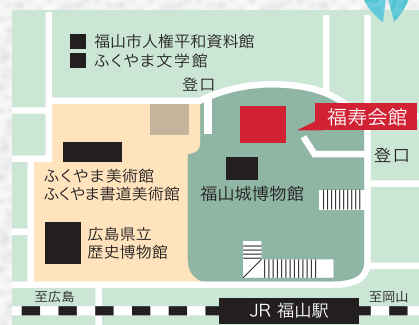 福山市人権平和資料館
ふくやま文学館
登口
福寿会館
登口
ふくやま美術館
ふくやま書道美術館
福山城博物館
広島県立
歴史博物館
至広島
JR 福山駅
至岡山